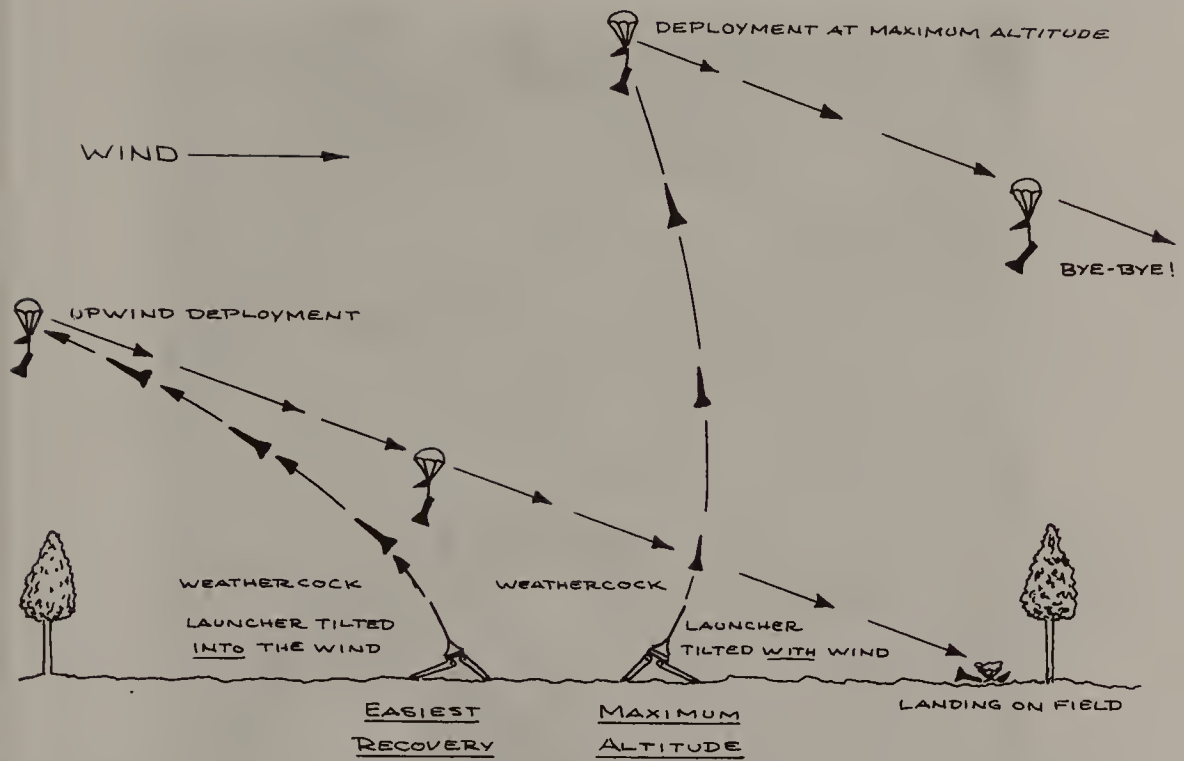 DEPLOYMENT AT MAXIMUM ALTITUDE
WIND
BYE-BYE!
UPWIND DEPLOYMENT
WEATHERCOCK
LAUNCHER TILTED
INTO THE WIND
WEATHERCOCK
LAUNCHER
TILTED WITH WIND
LANDING ON FIELD
EASIEST
RECOVERY
MAXIMUM
ALTITUDE